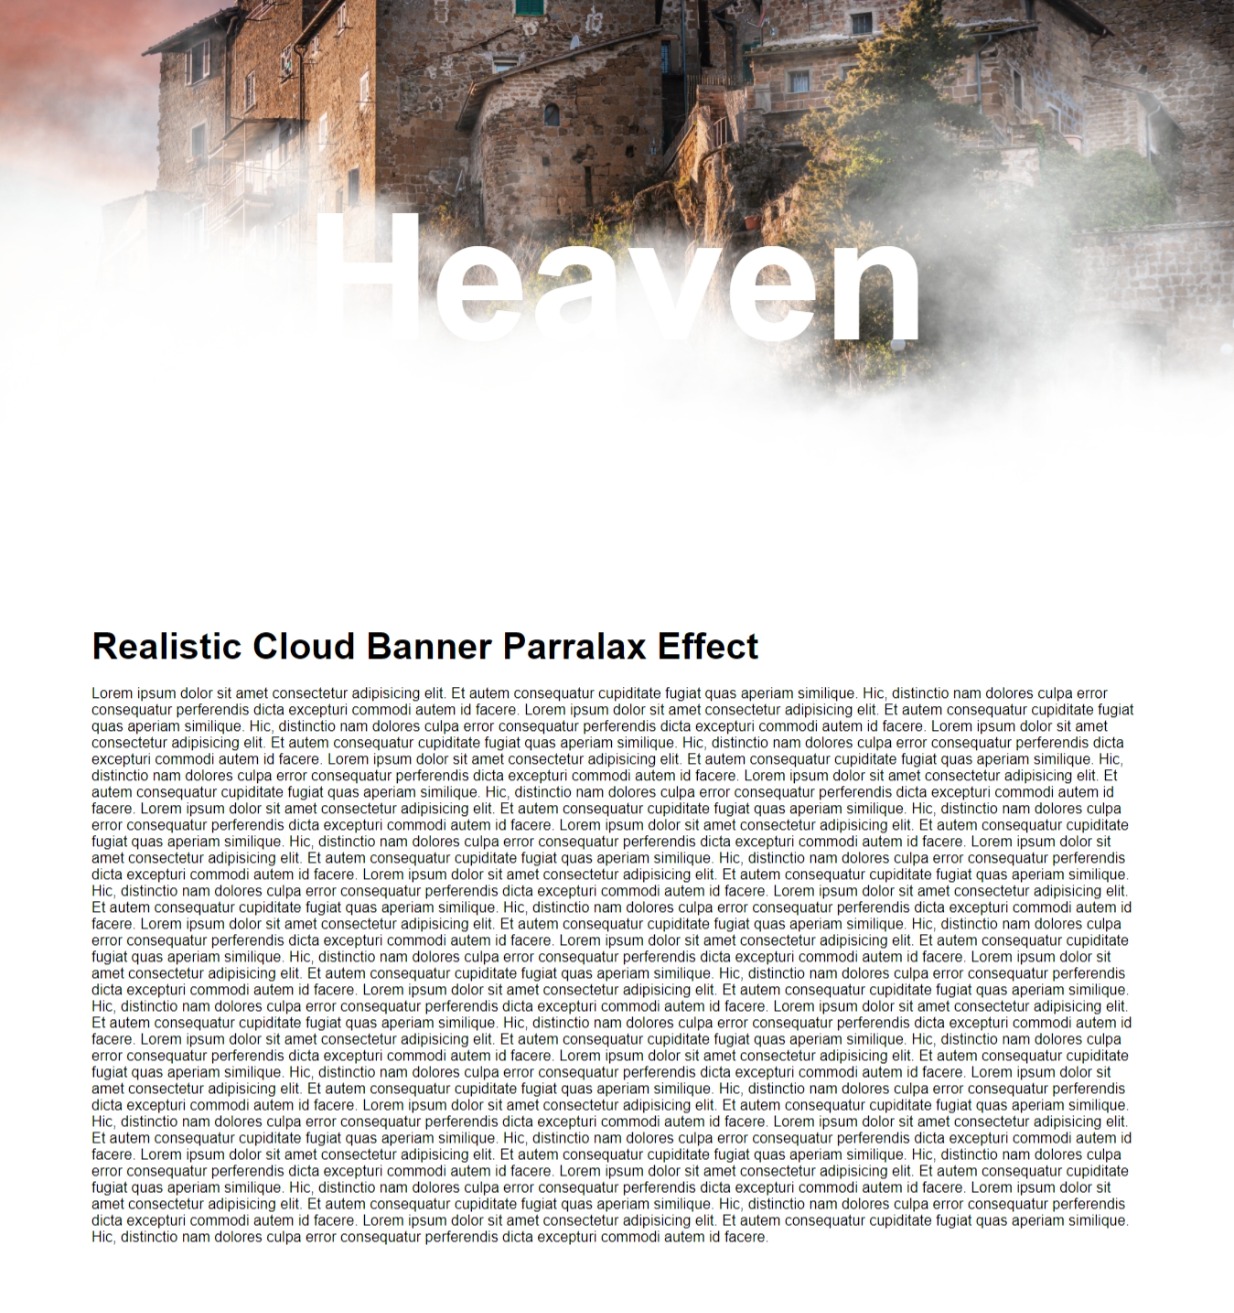 Heaven
Realistic Cloud Banner Parralax Effect
Lorem ipsum dolor sit amet consectetur adipisicing elit. Et autem consequatur cupiditate fugiat quas aperiam similique. Hic, distinctio nam dolores culpa error
consequatur perferendis dicta excepturi commodi autem id facere. Lorem ipsum dolor sit amet consectetur adipisicing elit. Et autem consequatur cupiditate fugiat
quas aperiam similique. Hic, distinctio nam dolores culpa error consequatur perferendis dicta excepturi commodi autem id facere. Lorem ipsum dolor sit amet
consectetur adipisicing elit. Et autem consequatur cupiditate fugiat quas aperiam similique. Hic, distinctio nam dolores culpa error consequatur perferendis dicta
excepturi commodi autem id facere. Lorem ipsum dolor sit amet consectetur adipisicing elit. Et autem consequatur cupiditate fugiat quas aperiam similique. Hic,
distinctio nam dolores culpa error consequatur perferendis dicta excepturi commodi autem id facere. Lorem ipsum dolor sit amet consectetur adipisicing elit. Et
autem consequatur cupiditate fugiat quas aperiam similique. Hic, distinctio nam dolores culpa error consequatur perferendis dicta excepturi commodi autem id
facere. Lorem ipsum dolor sit amet consectetur adipisicing elit. Et autem consequatur cupiditate fugiat quas aperiam similique. Hic, distinctio nam dolores culpa
error consequatur perferendis dicta excepturi commodi autem id facere. Lorem ipsum dolor sit amet consectetur adipisicing elit. Et autem consequatur cupiditate
fugiat quas aperiam similique. Hic, distinctio nam dolores culpa error consequatur perferendis dicta excepturi commodi autem id facere. Lorem ipsum dolor sit
amet consectetur adipisicing elit. Et autem consequatur cupiditate fugiat quas aperiam similique. Hic, distinctio nam dolores culpa error consequatur perferendis
dicta excepturi commodi autem id facere. Lorem ipsum dolor sit amet consectetur adipisicing elit. Et autem consequatur cupiditate fugiat quas aperiam similique.
Hic, distinctio nam dolores culpa error consequatur perferendis dicta excepturi commodi autem id facere. Lorem ipsum dolor sit amet consectetur adipisicing elit.
Et autem consequatur cupiditate fugiat quas aperiam similique. Hic, distinctio nam dolores culpa error consequatur perferendis dicta excepturi commodi autem id
facere. Lorem ipsum dolor sit amet consectetur adipisicing elit. Et autem consequatur cupiditate fugiat quas aperiam similique. Hic, distinctio nam dolores culpa
error consequatur perferendis dicta excepturi commodi autem id facere. Lorem ipsum dolor sit amet consectetur adipisicing elit. Et autem consequatur cupiditate
fugiat quas aperiam similique. Hic, distinctio nam dolores culpa error consequatur perferendis dicta excepturi commodi autem id facere. Lorem ipsum dolor sit
amet consectetur adipisicing elit. Et autem consequatur cupiditate fugiat quas aperiam similique. Hic, distinctio nam dolores culpa error consequatur perferendis
dicta excepturi commodi autem id facere. Lorem ipsum dolor sit amet consectetur adipisicing elit. Et autem consequatur cupiditate fugiat quas aperiam similique.
Hic, distinctio nam dolores culpa error consequatur perferendis dicta excepturi commodi autem id facere. Lorem ipsum dolor sit amet consectetur adipisicing elit.
Et autem consequatur cupiditate fugiat quas aperiam similique. Hic, distinctio nam dolores culpa error consequatur perferendis dicta excepturi commodi autem id
facere. Lorem ipsum dolor sit amet consectetur adipisicing elit. Et autem consequatur cupiditate fugiat quas aperiam similique. Hic, distinctio nam dolores culpa
error consequatur perferendis dicta excepturi commodi autem id facere. Lorem ipsum dolor sit amet consectetur adipisicing elit. Et autem consequatur cupiditate
fugiat quas aperiam similique. Hic, distinctio nam dolores culpa error consequatur perferendis dicta excepturi commodi autem id facere. Lorem ipsum dolor sit
amet consectetur adipisicing elit. Et autem consequatur cupiditate fugiat quas aperiam similique. Hic, distinctio nam dolores culpa error consequatur perferendis
dicta excepturi commodi autem id facere. Lorem ipsum dolor sit amet consectetur adipisicing elit. Et autem consequatur cupiditate fugiat quas aperiam similique.
Hic, distinctio nam dolores culpa error consequatur perferendis dicta excepturi commodi autem id facere. Lorem ipsum dolor sit amet consectetur adipisicing elit.
Et autem consequatur cupiditate fugiat quas aperiam similique. Hic, distinctio nam dolores culpa error consequatur perferendis dicta excepturi commodi autem id
facere. Lorem ipsum dolor sit amet consectetur adipisicing elit. Et autem consequatur cupiditate fugiat quas aperiam similique. Hic, distinctio nam dolores culpa
error consequatur perferendis dicta excepturi commodi autem id facere. Lorem ipsum dolor sit amet consectetur adipisicing elit. Et autem consequatur cupiditate
fugiat quas aperiam similique. Hic, distinctio nam dolores culpa error consequatur perferendis dicta excepturi commodi autem id facere. Lorem ipsum dolor sit
amet consectetur adipisicing elit. Et autem consequatur cupiditate fugiat quas aperiam similique. Hic, distinctio nam dolores culpa error consequatur perferendis
dicta excepturi commodi autem id facere. Lorem ipsum dolor sit amet consectetur adipisicing elit. Et autem consequatur cupiditate fugiat quas aperiam similique.
Hic, distinctio nam dolores culpa error consequatur perferendis dicta excepturi commodi autem id facere.